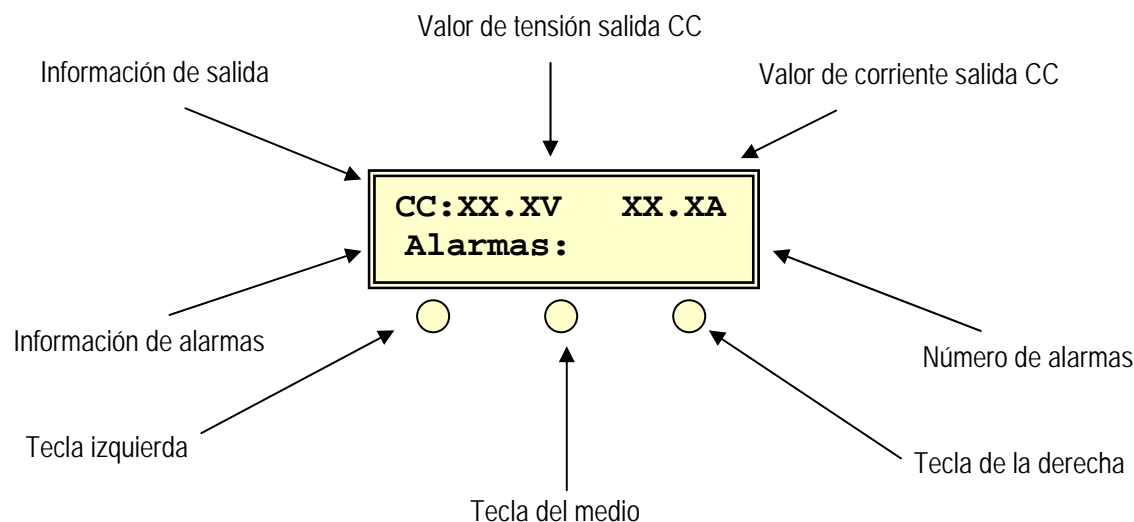 Valor de tensión salida CC
Información de salida
Valor de corriente salida CC
CC:XX.XV XX.XA
Alarmas:
Información de alarmas
Número de alarmas
Tecla izquierda
Tecla de la derecha
Tecla del medio